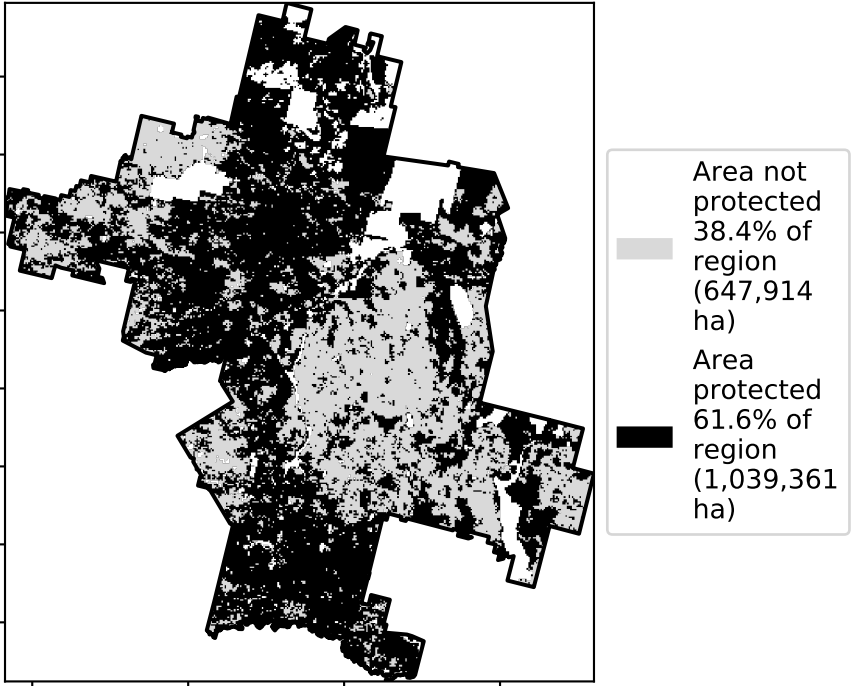 Area not
protected
38.4% of
region
(647,914
ha)
Area
protected
61.6% of
region
(1,039,361
ha)